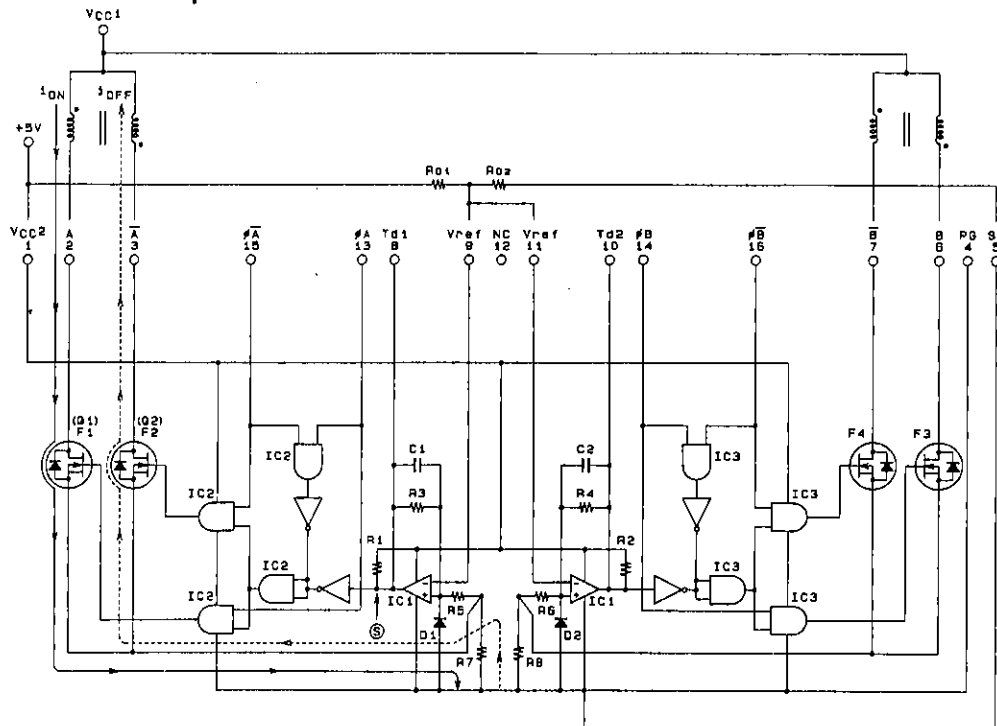 VCC1
iON
iOFF
+5V
RO1
RO2
VCC2
1
A
2
A̅
3
φA̅
15
φA
13
Td1
8
Vref
9
NC
12
Vref
11
Td2
10
φB
14
φB̅
16
B̅
7
B
6
PG
4
S
5
(Q1)
F1
(Q2)
F2
C1
C2
IC2
IC3
F4
F3
IC2
R3
R4
IC3
R1
R2
IC2
IC3
IC1
IC1
R5
R6
IC2
IC3
S
D1
D2
R7
R8